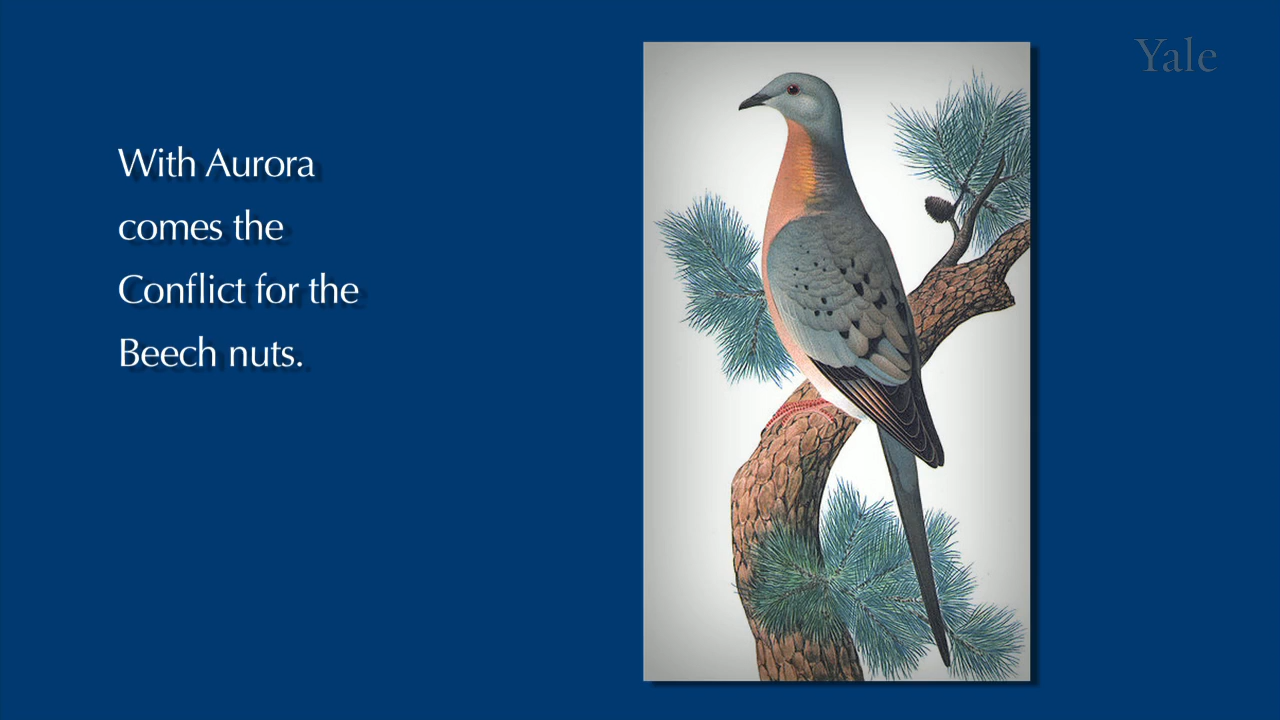 Yale
With Aurora
comes the
Conflict for the
Beech nuts.